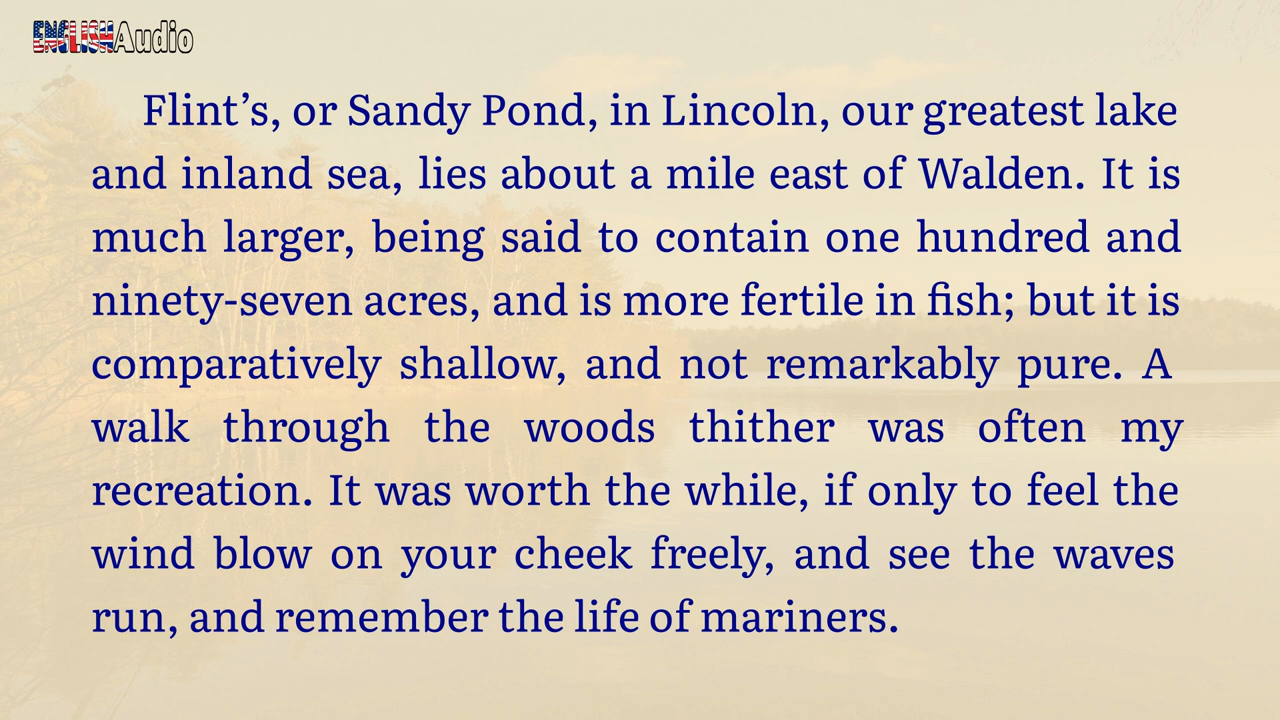 ENGLISHAudio
Flint’s, or Sandy Pond, in Lincoln, our greatest lake
and inland sea, lies about a mile east of Walden. It is
much larger, being said to contain one hundred and
ninety-seven acres, and is more fertile in fish; but it is
comparatively shallow, and not remarkably pure. A
walk through the woods thither was often my
recreation. It was worth the while, if only to feel the
wind blow on your cheek freely, and see the waves
run, and remember the life of mariners.